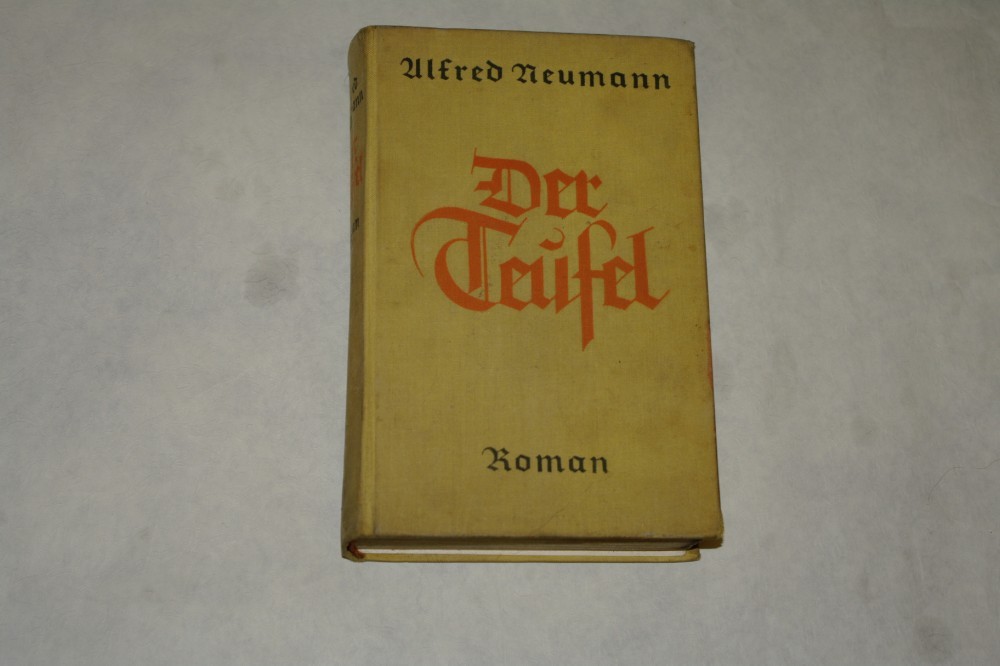 Alfred Neumann
Der
Teufel
Roman